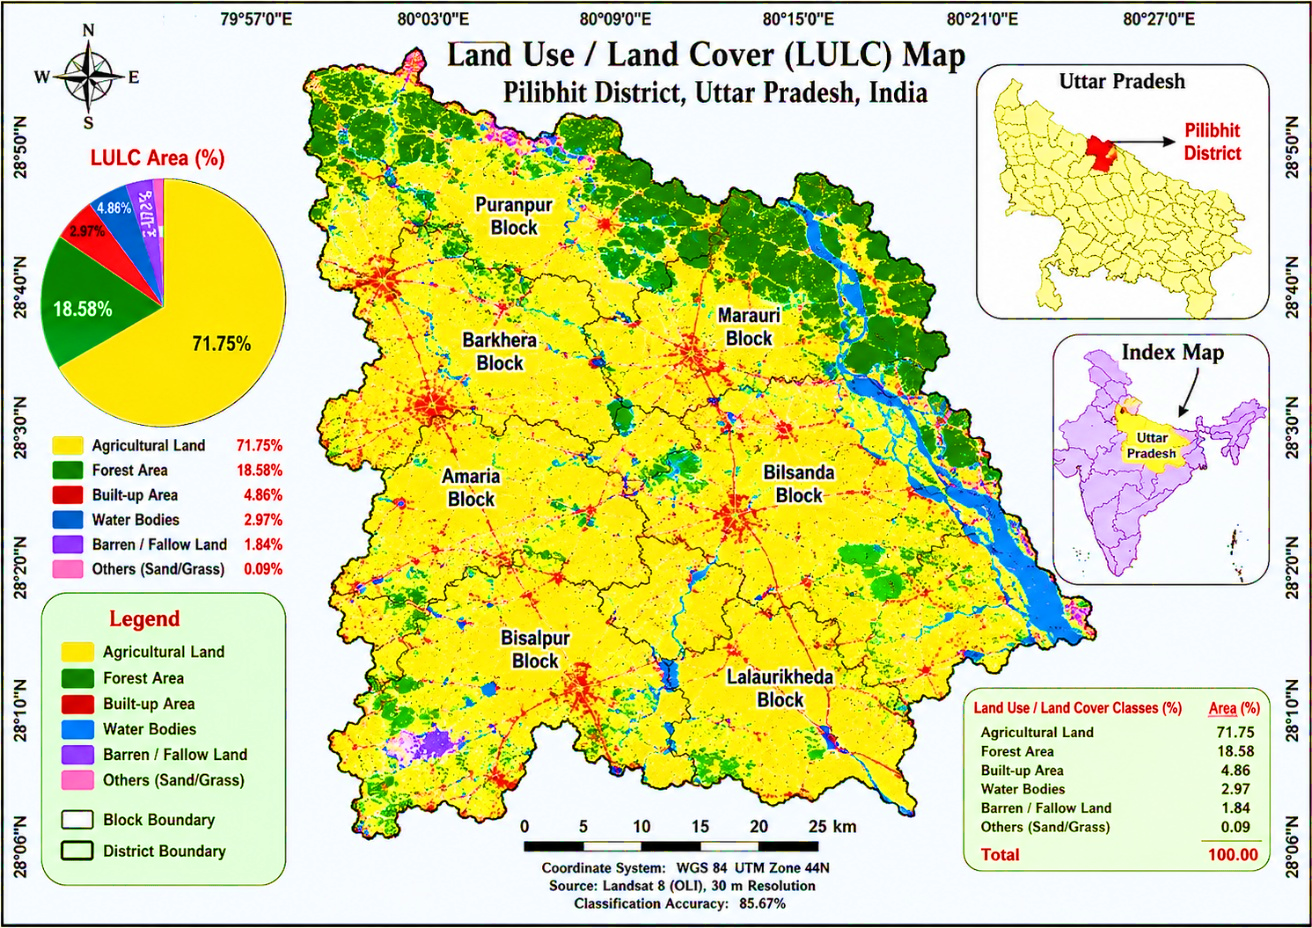 79°57'0"E 80°03'0"E 80°09'0"E 80°15'0"E 80°21'0"E 80°27'0"E
Land Use / Land Cover (LULC) Map
Pilibhit District, Uttar Pradesh, India
N
W E
S
28°50'N
28°40'N
28°30'N
28°20'N
28°10'N
28°06'N
LULC Area (%)
4.86%
2.97%
18.58%
71.75%
Agricultural Land 71.75%
Forest Area 18.58%
Built-up Area 4.86%
Water Bodies 2.97%
Barren / Fallow Land 1.84%
Others (Sand/Grass) 0.09%
Legend
Agricultural Land
Forest Area
Built-up Area
Water Bodies
Barren / Fallow Land
Others (Sand/Grass)
Block Boundary
District Boundary
Puranpur
Block
Marauri
Block
Barkhera
Block
Amaria
Block
Bilsanda
Block
Bisalpur
Block
Lalaurikheda
Block
Uttar Pradesh
Pilibhit
District
Index Map
Uttar
Pradesh
28°50'N
28°40'N
28°30'N
28°20'N
28°10'N
28°06'N
Land Use / Land Cover Classes (%) Area (%)
Agricultural Land 71.75
Forest Area 18.58
Built-up Area 4.86
Water Bodies 2.97
Barren / Fallow Land 1.84
Others (Sand/Grass) 0.09
Total 100.00
0 5 10 15 20 25 km
Coordinate System: WGS 84 UTM Zone 44N
Source: Landsat 8 (OLI), 30 m Resolution
Classification Accuracy: 85.67%